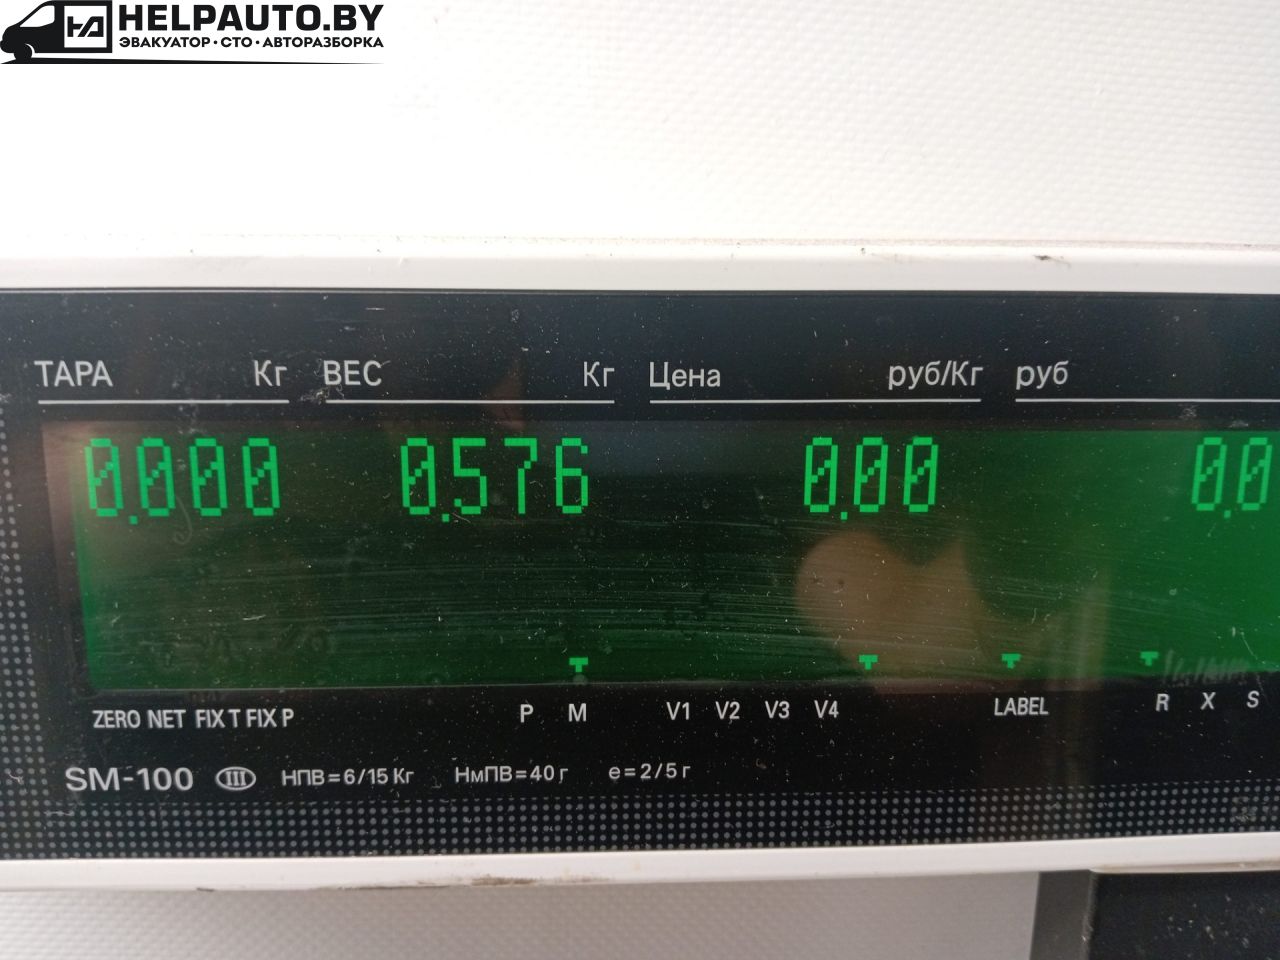 HELPAUTO.BY
ЭВАКУАТОР · СТО · АВТОРАЗБОРКА
ТАРА Кг ВЕС Кг Цена руб/Кг руб
0.000 0.576 0.00 0.0
ZERO NET FIX T FIX P P M V1 V2 V3 V4 LABEL R X S
SM-100 III НПВ=6/15 Кг НмПВ=40 г e=2/5 г